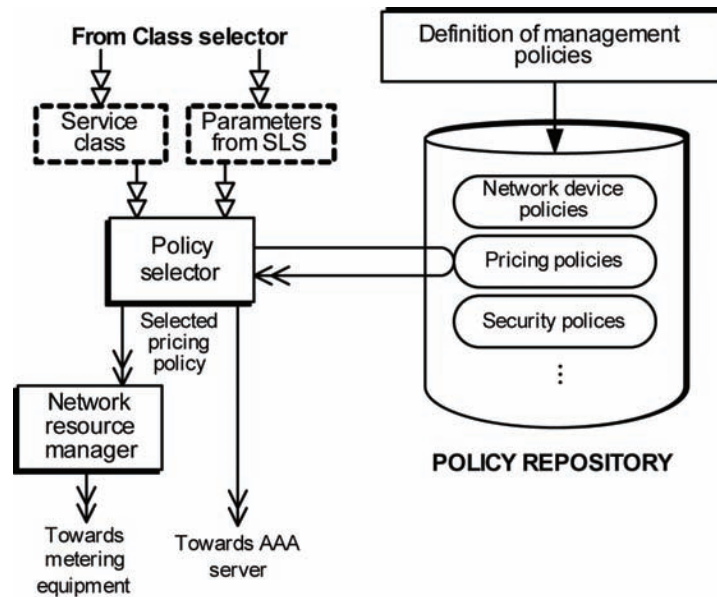 From Class selector
Definition of management
policies
Service
class
Parameters
from SLS
Network device
policies
Policy
selector
Pricing policies
Security polices
⋮
Selected
pricing
policy
Network
resource
manager
POLICY REPOSITORY
Towards
metering
equipment
Towards AAA
server